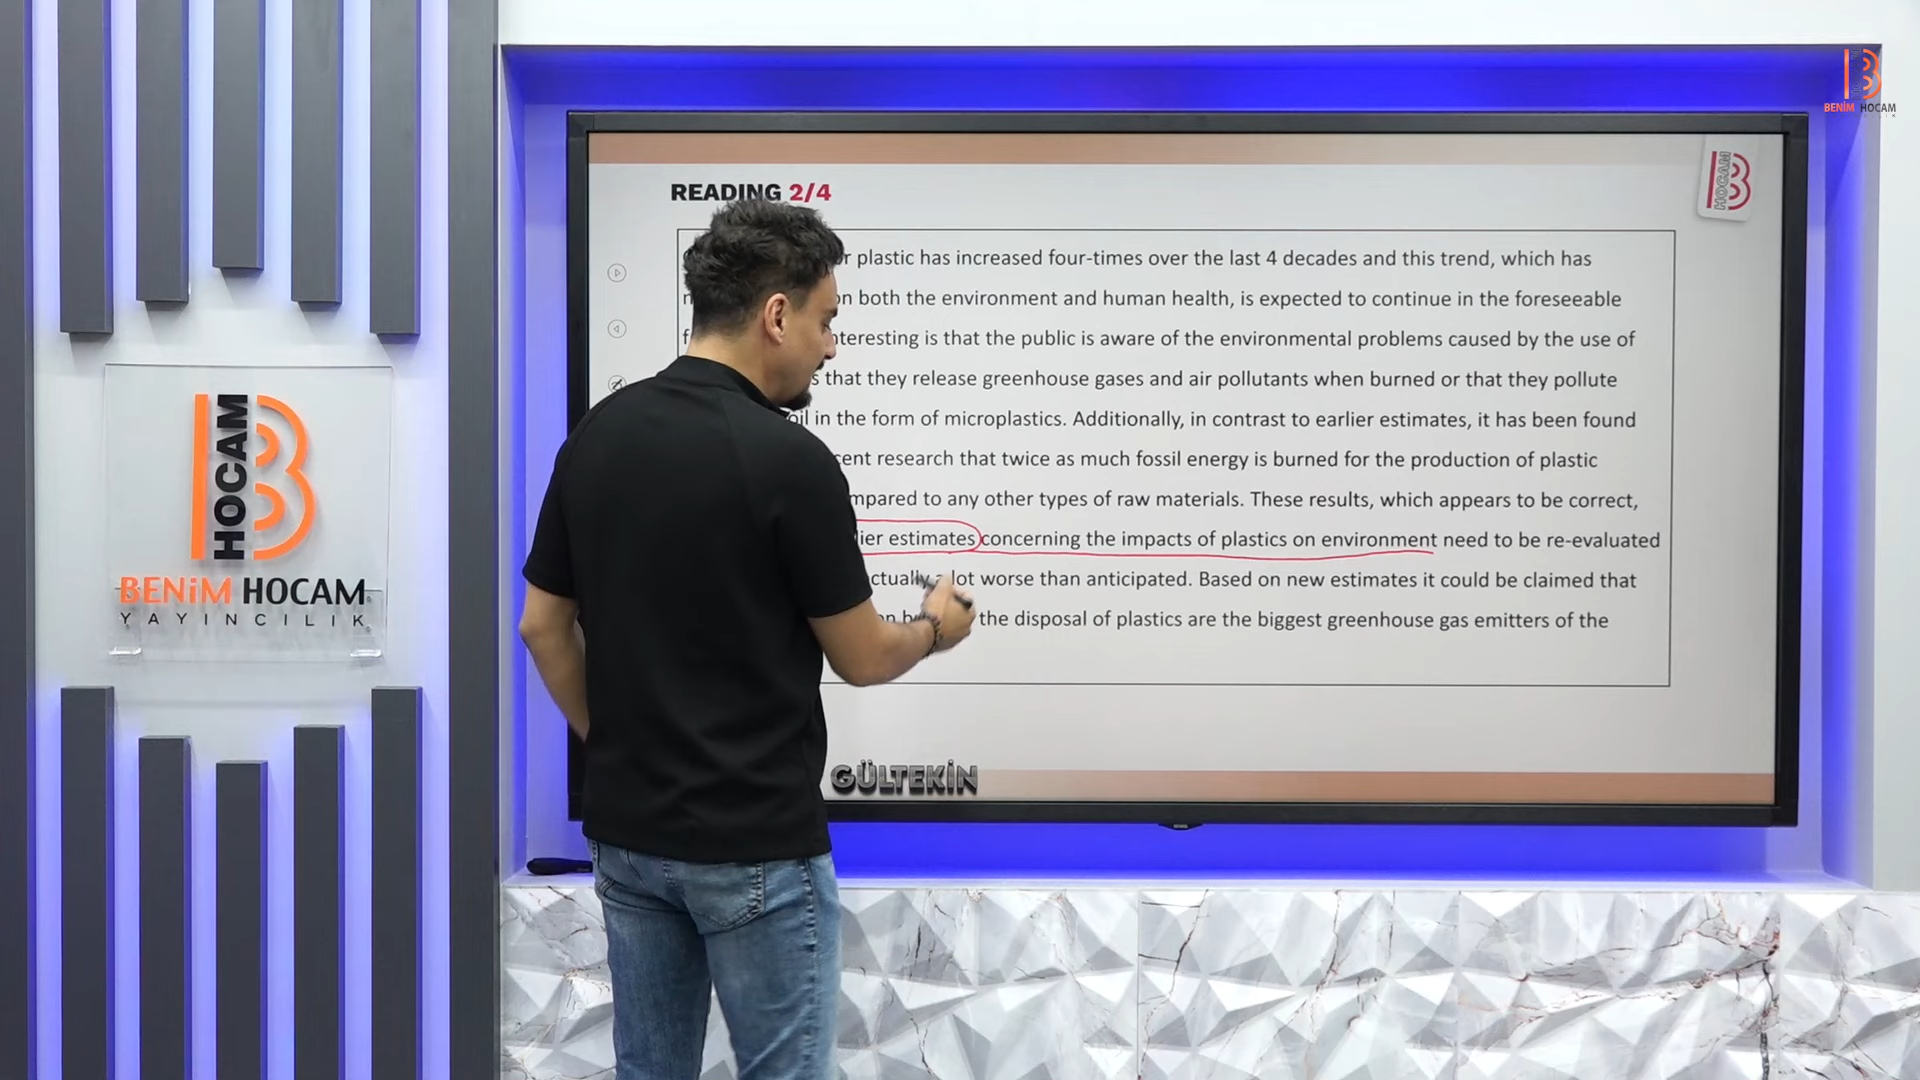 BENİM HOCAM
READING 2/4
HOCAM
r plastic has increased four-times over the last 4 decades and this trend, which has
on both the environment and human health, is expected to continue in the foreseeable
nteresting is that the public is aware of the environmental problems caused by the use of
s that they release greenhouse gases and air pollutants when burned or that they pollute
oil in the form of microplastics. Additionally, in contrast to earlier estimates, it has been found
cent research that twice as much fossil energy is burned for the production of plastic
mpared to any other types of raw materials. These results, which appears to be correct,
lier estimates concerning the impacts of plastics on environment need to be re-evaluated
ctually a lot worse than anticipated. Based on new estimates it could be claimed that
on the disposal of plastics are the biggest greenhouse gas emitters of the
GÜLTEKİN
HOCAM
BENiM HOCAM
YAYINCILIK